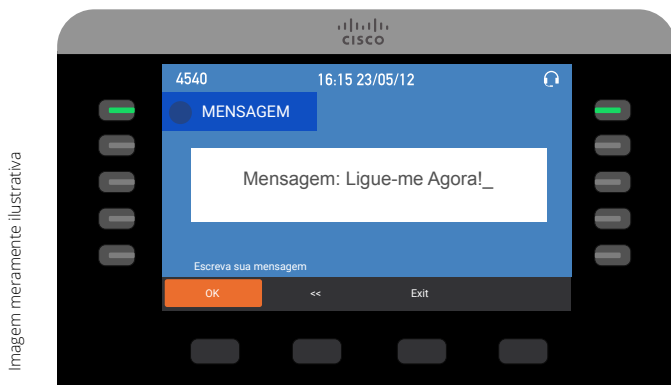 CISCO
4540 16:15 23/05/12
MENSAGEM
Mensagem: Ligue-me Agora!_
Escreva sua mensagem
OK << Exit
Imagem meramente ilustrativa